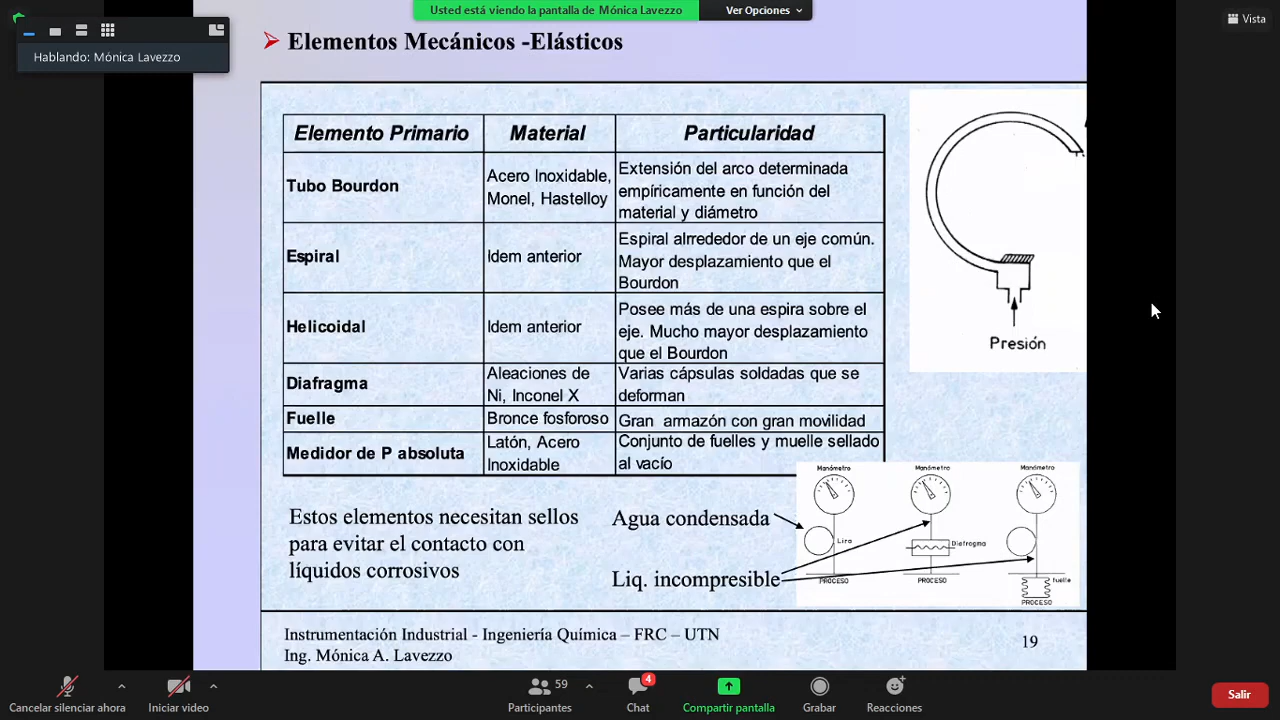 Usted está viendo la pantalla de Mónica Lavezzo
Ver Opciones
Vista
Hablando: Mónica Lavezzo
Elementos Mecánicos -Elásticos
Elemento Primario Material Particularidad
Tubo Bourdon
Acero Inoxidable,
Monel, Hastelloy
Extensión del arco determinada
empíricamente en función del
material y diámetro
Espiral
Idem anterior
Espiral alrrededor de un eje común.
Mayor desplazamiento que el
Bourdon
Helicoidal
Idem anterior
Posee más de una espira sobre el
eje. Mucho mayor desplazamiento
que el Bourdon
Diafragma
Aleaciones de
Ni, Inconel X
Varias cápsulas soldadas que se
deforman
Fuelle
Bronce fosforoso
Gran armazón con gran movilidad
Medidor de P absoluta
Latón, Acero
Inoxidable
Conjunto de fuelles y muelle sellado
al vacío
Presión
Estos elementos necesitan sellos
para evitar el contacto con
líquidos corrosivos
Agua condensada
Liq. incompresible
Manómetro Manómetro Manómetro
Lira
Diafragma
fuelle
PROCESO PROCESO PROCESO
Instrumentación Industrial - Ingeniería Química – FRC – UTN
Ing. Mónica A. Lavezzo
19
Cancelar silenciar ahora
Iniciar video
59
Participantes
4
Chat
Compartir pantalla
Grabar
Reacciones
Salir